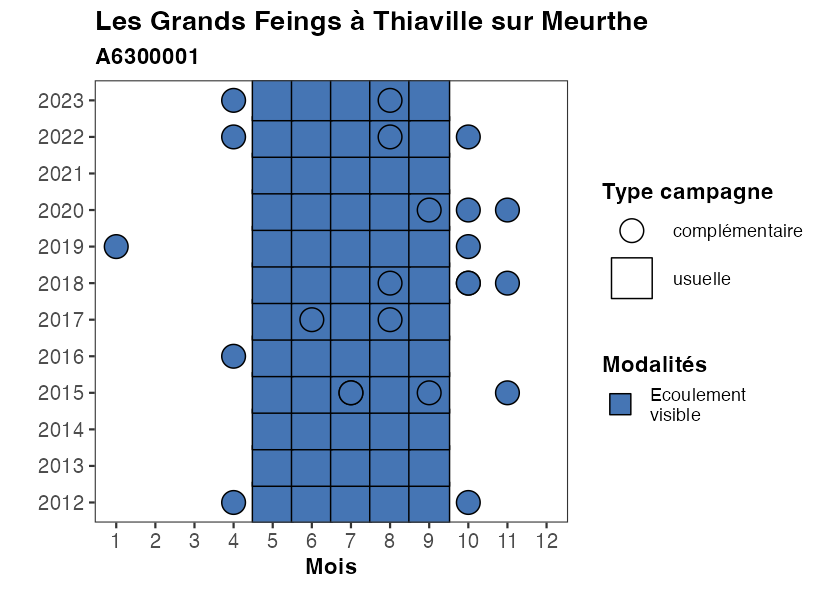 Les Grands Feings à Thiaville sur Meurthe
A6300001
2023
2022
2021
2020
2019
2018
2017
2016
2015
2014
2013
2012
1 2 3 4 5 6 7 8 9 10 11 12
Mois
Type campagne
complémentaire
usuelle
Modalités
Ecoulement
visible